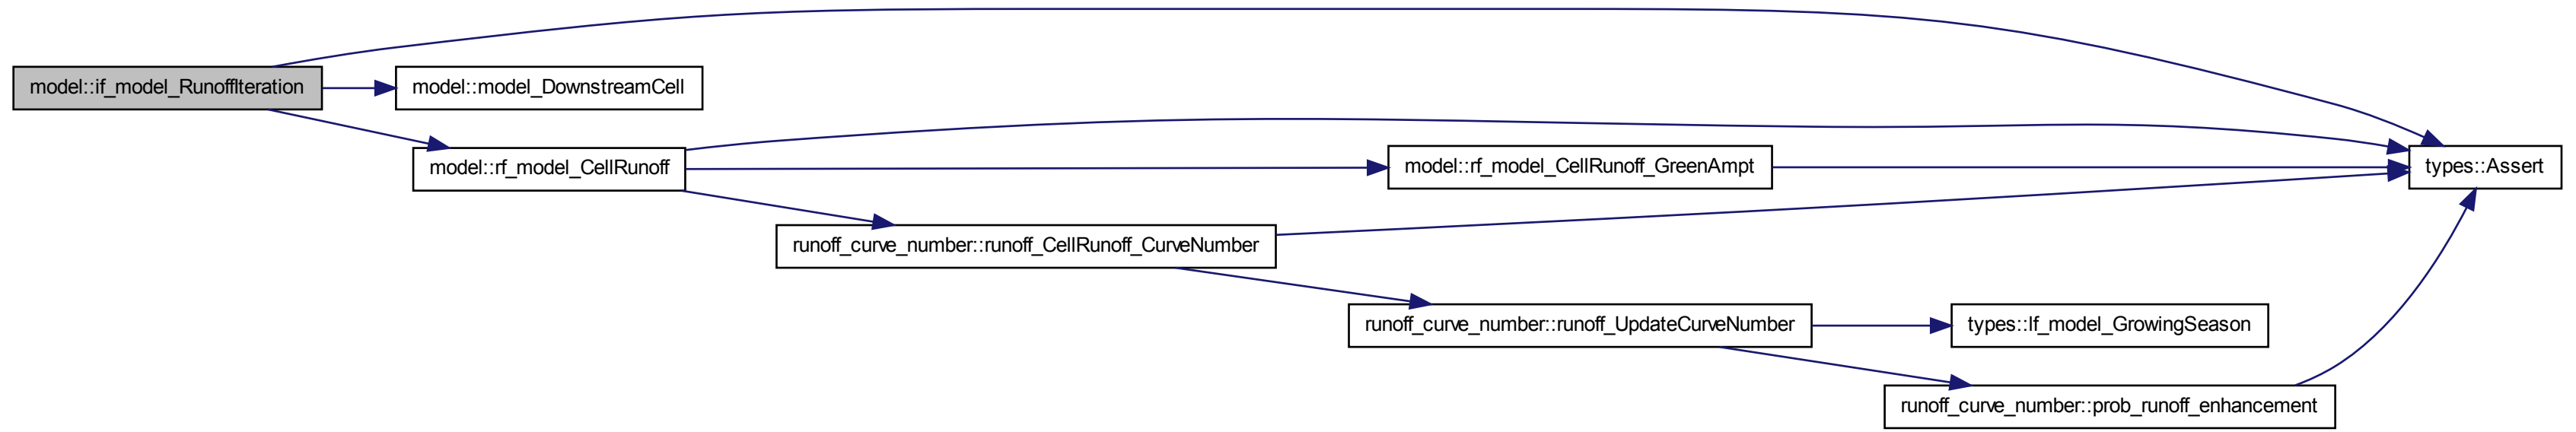 model::if_model_RunoffIteration
model::model_DownstreamCell
model::rf_model_CellRunoff
model::rf_model_CellRunoff_GreenAmpt
types::Assert
runoff_curve_number::runoff_CellRunoff_CurveNumber
runoff_curve_number::runoff_UpdateCurveNumber
types::lf_model_GrowingSeason
runoff_curve_number::prob_runoff_enhancement